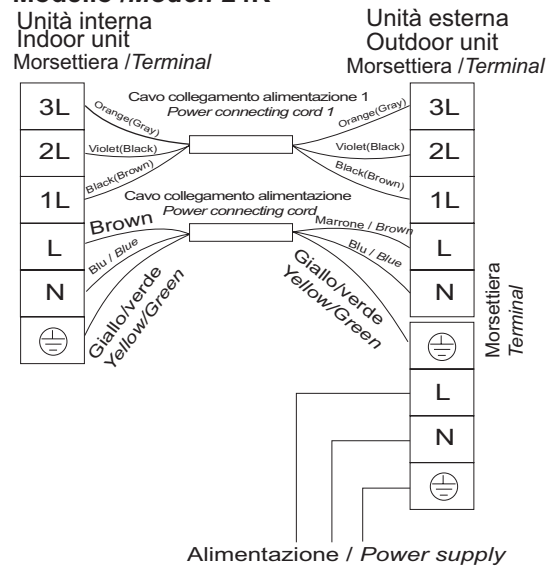 Unità interna
Indoor unit
Morsettiera /Terminal
Unità esterna
Outdoor unit
Morsettiera /Terminal
3L
2L
1L
L
N
Orange(Gray)
Violet(Black)
Black(Brown)
Brown
Blu / Blue
Giallo/verde
Yellow/Green
Cavo collegamento alimentazione 1
Power connecting cord 1
Cavo collegamento alimentazione
Power connecting cord
Orange(Gray)
Violet(Black)
Black(Brown)
Marrone / Brown
Blu / Blue
Giallo/verde
Yellow/Green
3L
2L
1L
L
N
L
N
Morsettiera
Terminal
Alimentazione / Power supply